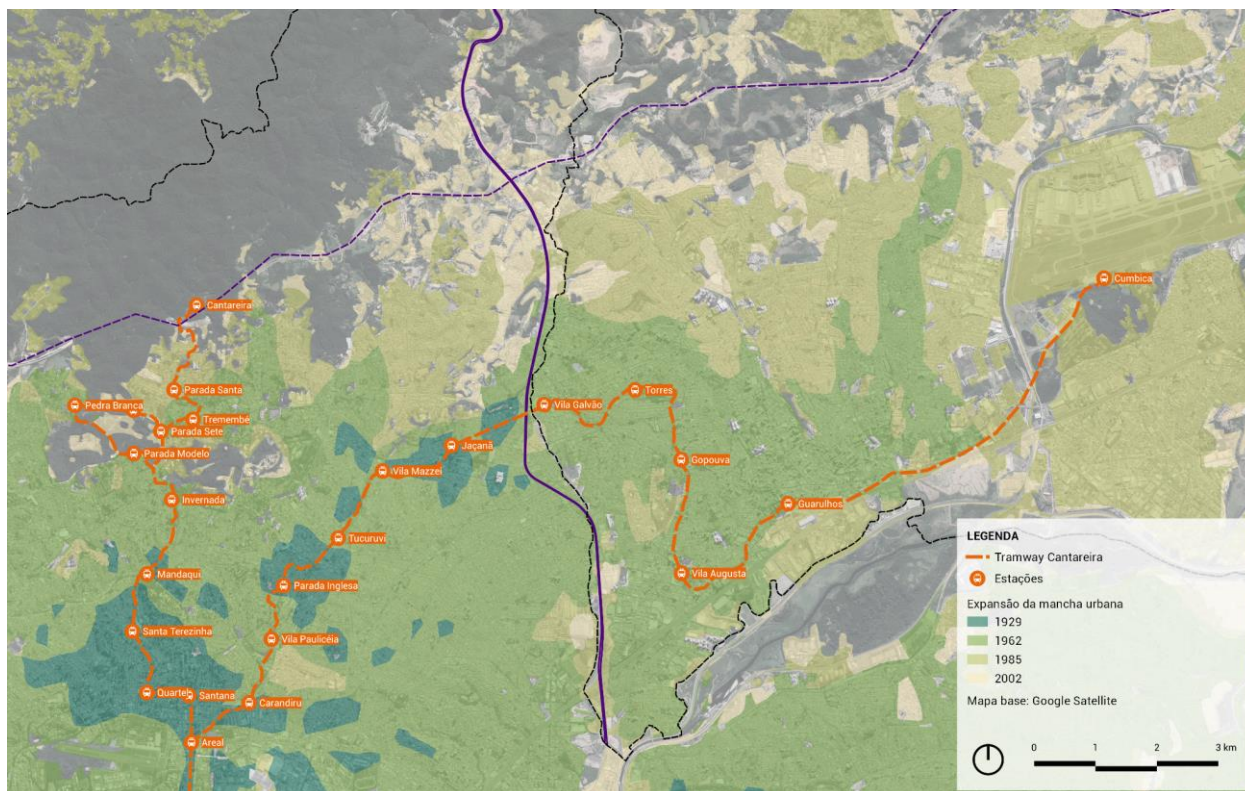 Cantareira
Cumbica
Parada Santa
Torres
Pedra Branca
Vila Galvão
Tremembé
Parada Sete
Jaçanã
Parada Modelo
Gopouva
Vila Mazzei
Invernada
Guarulhos
Tucuruvi
Mandaqui
Vila Augusta
Parada Inglesa
Santa Terezinha
Vila Paulicéia
Quartel
Santana
Carandiru
Areal
LEGENDA
Tramway Cantareira
Estações
Expansão da mancha urbana
1929
1962
1985
2002
Mapa base: Google Satellite
0 1 2 3 km